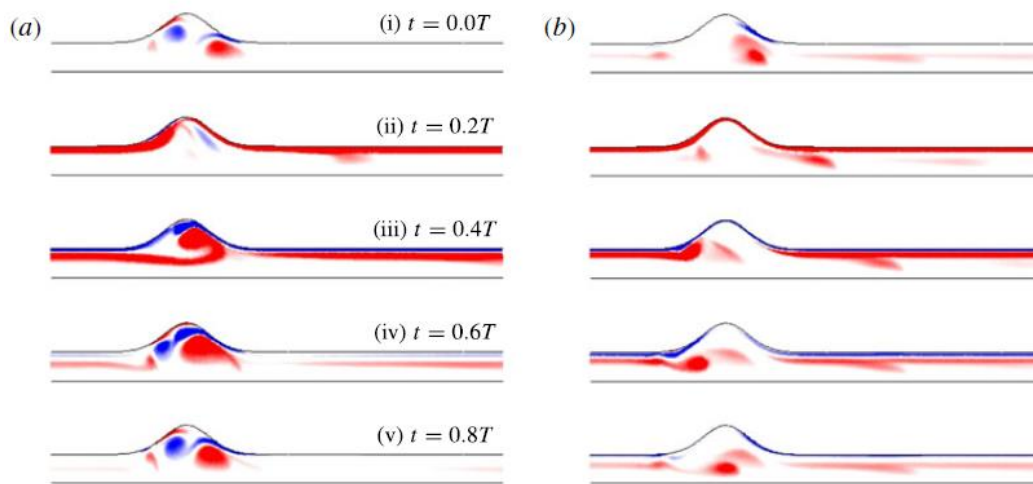 (a) (i) t = 0.0T (b)
(ii) t = 0.2T
(iii) t = 0.4T
(iv) t = 0.6T
(v) t = 0.8T